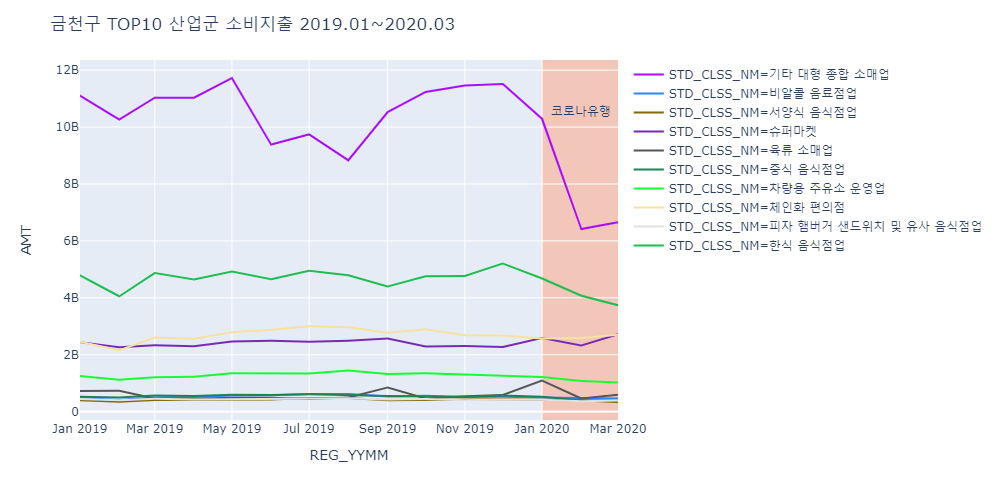 금천구 TOP10 산업군 소비지출 2019.01~2020.03
12B
10B
8B
6B
4B
2B
0
AMT
Jan 2019
Mar 2019
May 2019
Jul 2019
Sep 2019
Nov 2019
Jan 2020
Mar 2020
REG_YYMM
코로나유행
STD_CLSS_NM=기타 대형 종합 소매업
STD_CLSS_NM=비알콜 음료점업
STD_CLSS_NM=서양식 음식점업
STD_CLSS_NM=슈퍼마켓
STD_CLSS_NM=육류 소매업
STD_CLSS_NM=중식 음식점업
STD_CLSS_NM=차량용 주유소 운영업
STD_CLSS_NM=체인화 편의점
STD_CLSS_NM=피자 햄버거 샌드위치 및 유사 음식점업
STD_CLSS_NM=한식 음식점업